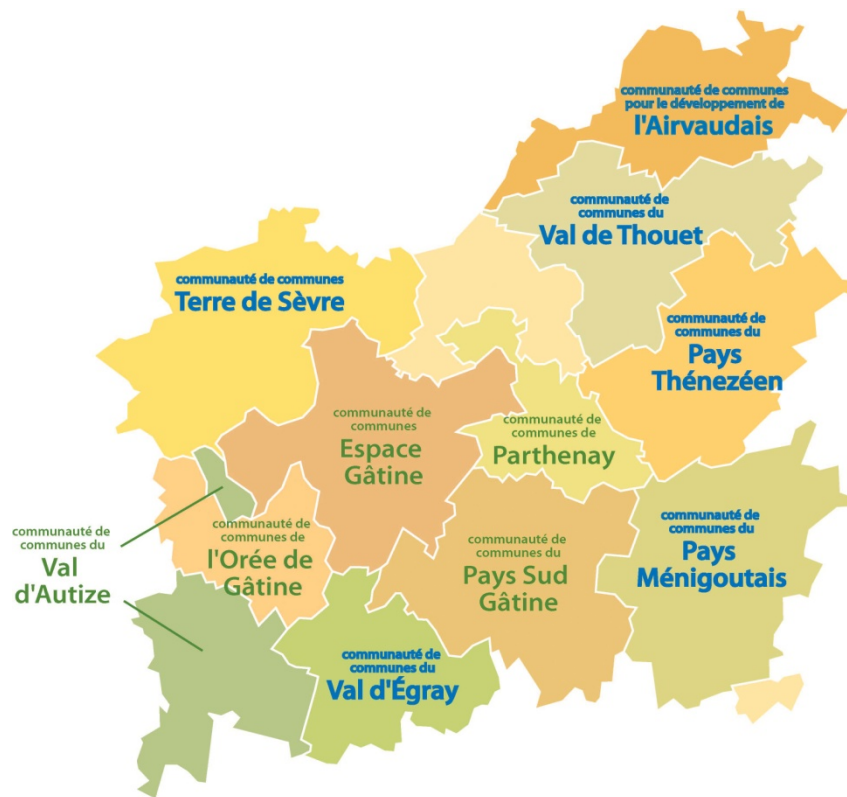 communauté de communes
pour le développement de
l'Airvaudais
communauté de
communes du
Val de Thouet
communauté de communes
Terre de Sèvre
communauté de
communes du
Pays
Thénezéen
communauté de
communes
Espace
Gâtine
communauté de
communes de
Parthenay
communauté de
communes du
Val
d'Autize
communauté de
communes de
l'Orée de
Gâtine
communauté de
communes du
Pays Sud
Gâtine
communauté de
communes du
Pays
Ménigoutais
communauté de
communes du
Val d'Égray